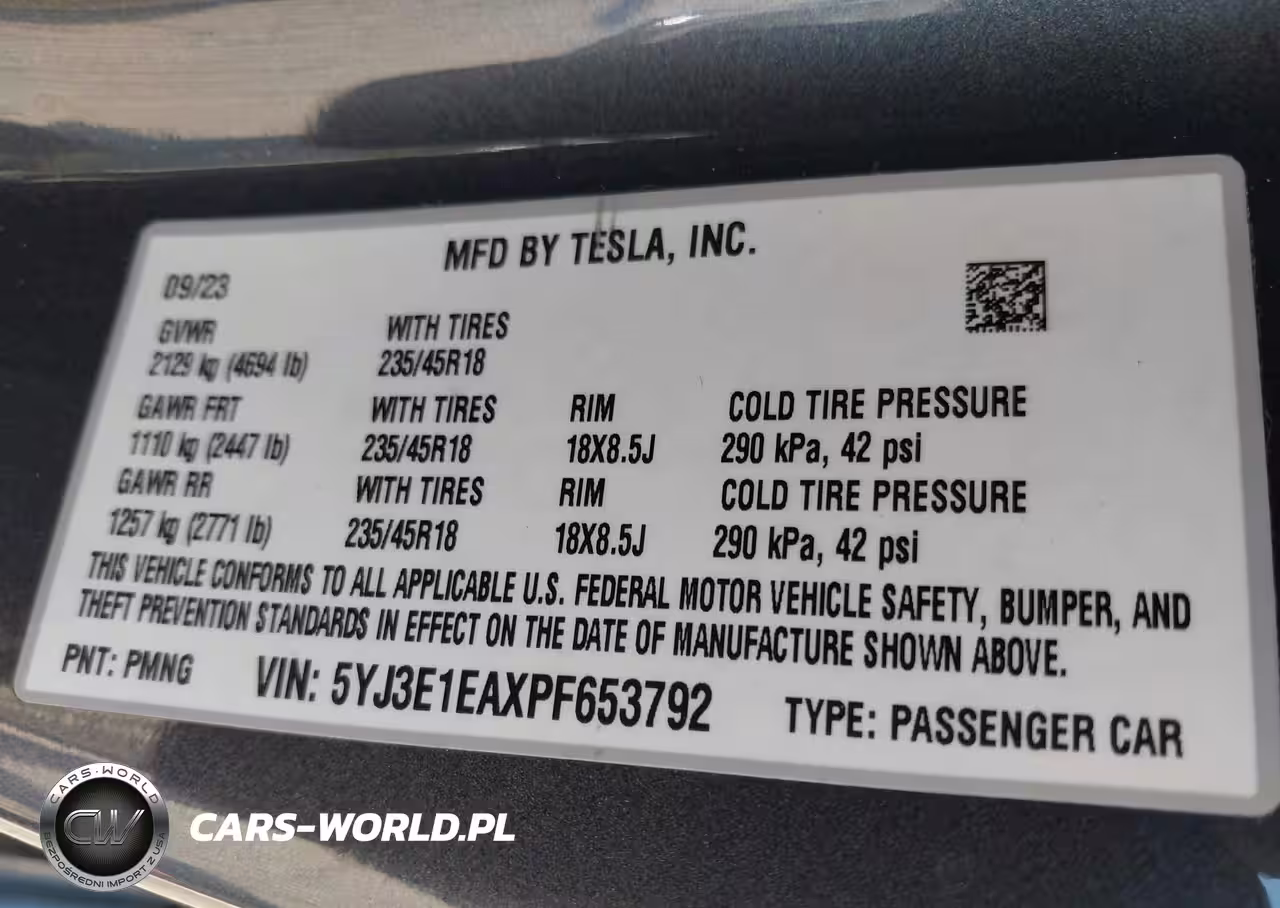 MFD BY TESLA, INC.
09/23
GVWR WITH TIRES
2129 kg (4694 lb) 235/45R18
GAWR FRT WITH TIRES RIM COLD TIRE PRESSURE
1110 kg (2447 lb) 235/45R18 18X8.5J 290 kPa, 42 psi
GAWR RR WITH TIRES RIM COLD TIRE PRESSURE
1257 kg (2771 lb) 235/45R18 18X8.5J 290 kPa, 42 psi
THIS VEHICLE CONFORMS TO ALL APPLICABLE U.S. FEDERAL MOTOR VEHICLE SAFETY, BUMPER, AND
THEFT PREVENTION STANDARDS IN EFFECT ON THE DATE OF MANUFACTURE SHOWN ABOVE.
PNT: PMNG VIN: 5YJ3E1EAXPF653792 TYPE: PASSENGER CAR
CARS-WORLD
CW
BEZPOŚREDNI IMPORT Z USA
CARS-WORLD.PL